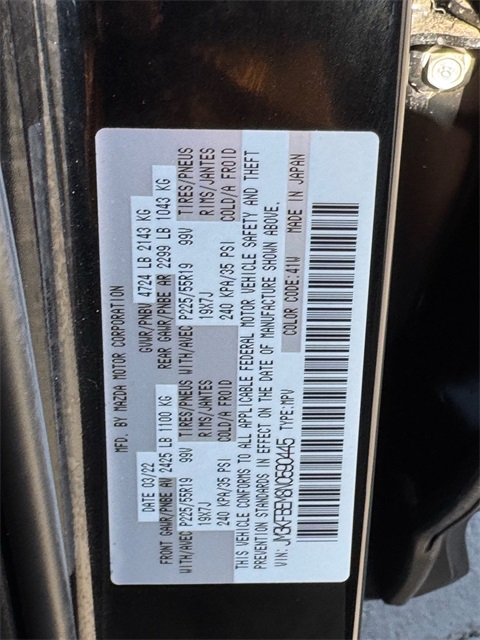 MFD. BY MAZDA MOTOR CORPORATION
DATE 03/22 GVWR/PNBV 4724 LB 2143 KG
FRONT GAWR/PNBE AV 2425 LB 1100 KG REAR GAWR/PNBE AR 2299 LB 1043 KG
WITH/AVEC P225/55R19 99V TIRES/PNEUS WITH/AVEC P225/55R19 99V TIRES/PNEUS
19X7J RIMS/JANTES 19X7J RIMS/JANTES
240 KPA/35 PSI COLD/A FROID 240 KPA/35 PSI COLD/A FROID
THIS VEHICLE CONFORMS TO ALL APPLICABLE FEDERAL MOTOR VEHICLE SAFETY AND THEFT
PREVENTION STANDARDS IN EFFECT ON THE DATE OF MANUFACTURE SHOWN ABOVE.
VIN: JM3KFBEM8N0590445 TYPE:MPV COLOR CODE:41W MADE IN JAPAN